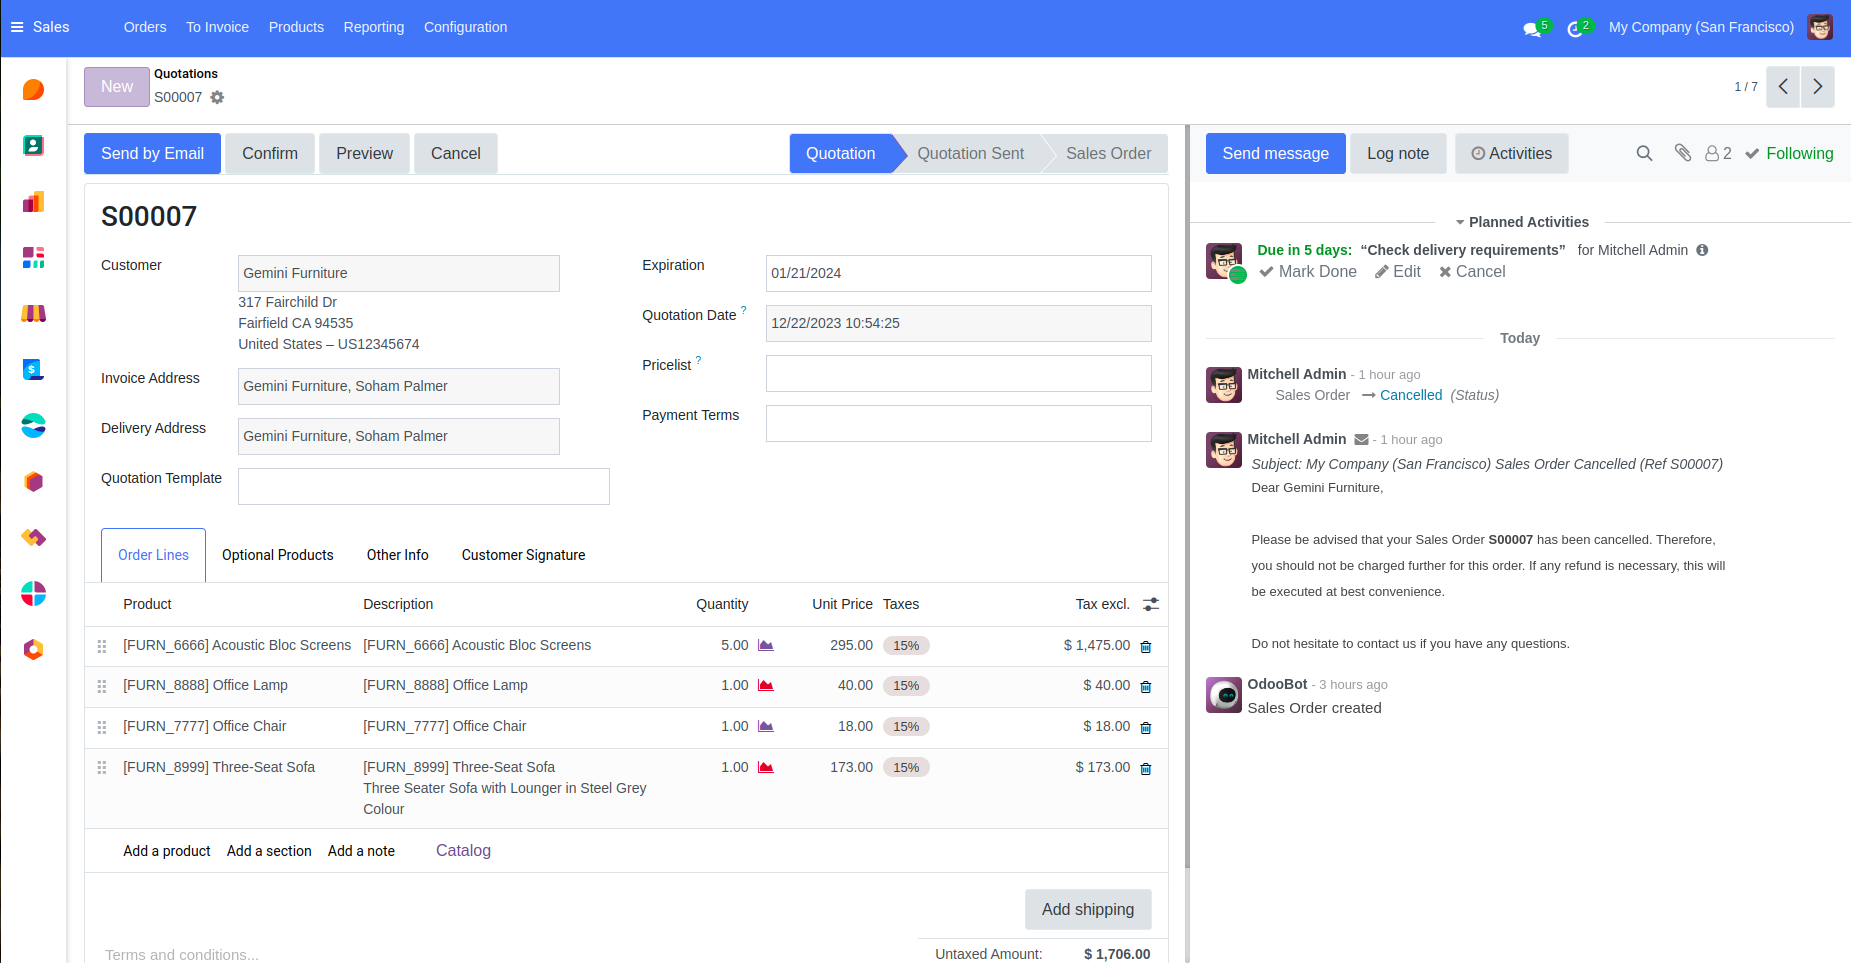 Sales Orders To Invoice Products Reporting Configuration 5 2 My Company (San Francisco)
New
Quotations
S00007
1 / 7
Send by Email Confirm Preview Cancel
Quotation Quotation Sent Sales Order
S00007
Customer Gemini Furniture
317 Fairchild Dr
Fairfield CA 94535
United States – US12345674
Invoice Address Gemini Furniture, Soham Palmer
Delivery Address Gemini Furniture, Soham Palmer
Quotation Template
Expiration 01/21/2024
Quotation Date ? 12/22/2023 10:54:25
Pricelist ?
Payment Terms
Order Lines Optional Products Other Info Customer Signature
Product Description Quantity Unit Price Taxes Tax excl.
[FURN_6666] Acoustic Bloc Screens [FURN_6666] Acoustic Bloc Screens 5.00 295.00 15% $ 1,475.00
[FURN_8888] Office Lamp [FURN_8888] Office Lamp 1.00 40.00 15% $ 40.00
[FURN_7777] Office Chair [FURN_7777] Office Chair 1.00 18.00 15% $ 18.00
[FURN_8999] Three-Seat Sofa [FURN_8999] Three-Seat Sofa 1.00 173.00 15% $ 173.00
Three Seater Sofa with Lounger in Steel Grey
Colour
Add a product Add a section Add a note Catalog
Add shipping
Terms and conditions...
Untaxed Amount: $ 1,706.00
Send message Log note Activities 2 Following
Planned Activities
Due in 5 days: “Check delivery requirements” for Mitchell Admin
Mark Done Edit Cancel
Today
Mitchell Admin - 1 hour ago
Sales Order → Cancelled (Status)
Mitchell Admin - 1 hour ago
Subject: My Company (San Francisco) Sales Order Cancelled (Ref S00007)
Dear Gemini Furniture,
Please be advised that your Sales Order S00007 has been cancelled. Therefore,
you should not be charged further for this order. If any refund is necessary, this will
be executed at best convenience.
Do not hesitate to contact us if you have any questions.
OdooBot - 3 hours ago
Sales Order created